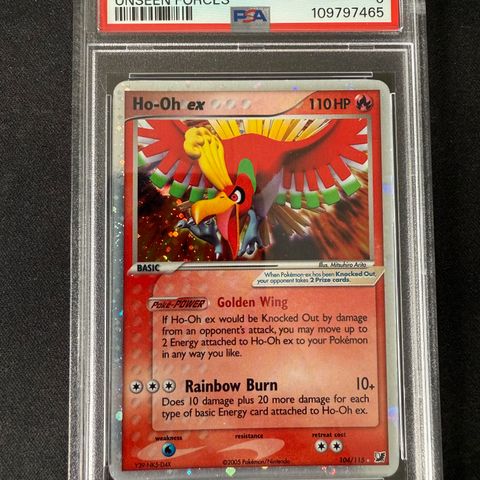 UNSEEN FORCES
PSA
109797465
Ho-Oh ex
110 HP
Illus. Mitsuhiro Arita
BASIC
When Pokémon-ex has been Knocked Out,
your opponent takes 2 Prize cards.
Poké-POWER Golden Wing
If Ho-Oh ex would be Knocked Out by damage
from an opponent's attack, you may move up to
2 Energy attached to Ho-Oh ex to your Pokémon
in any way you like.
Rainbow Burn 10+
Does 10 damage plus 20 more damage for each
type of basic Energy card attached to Ho-Oh ex.
weakness resistance retreat cost
©2005 Pokémon/Nintendo
104/115